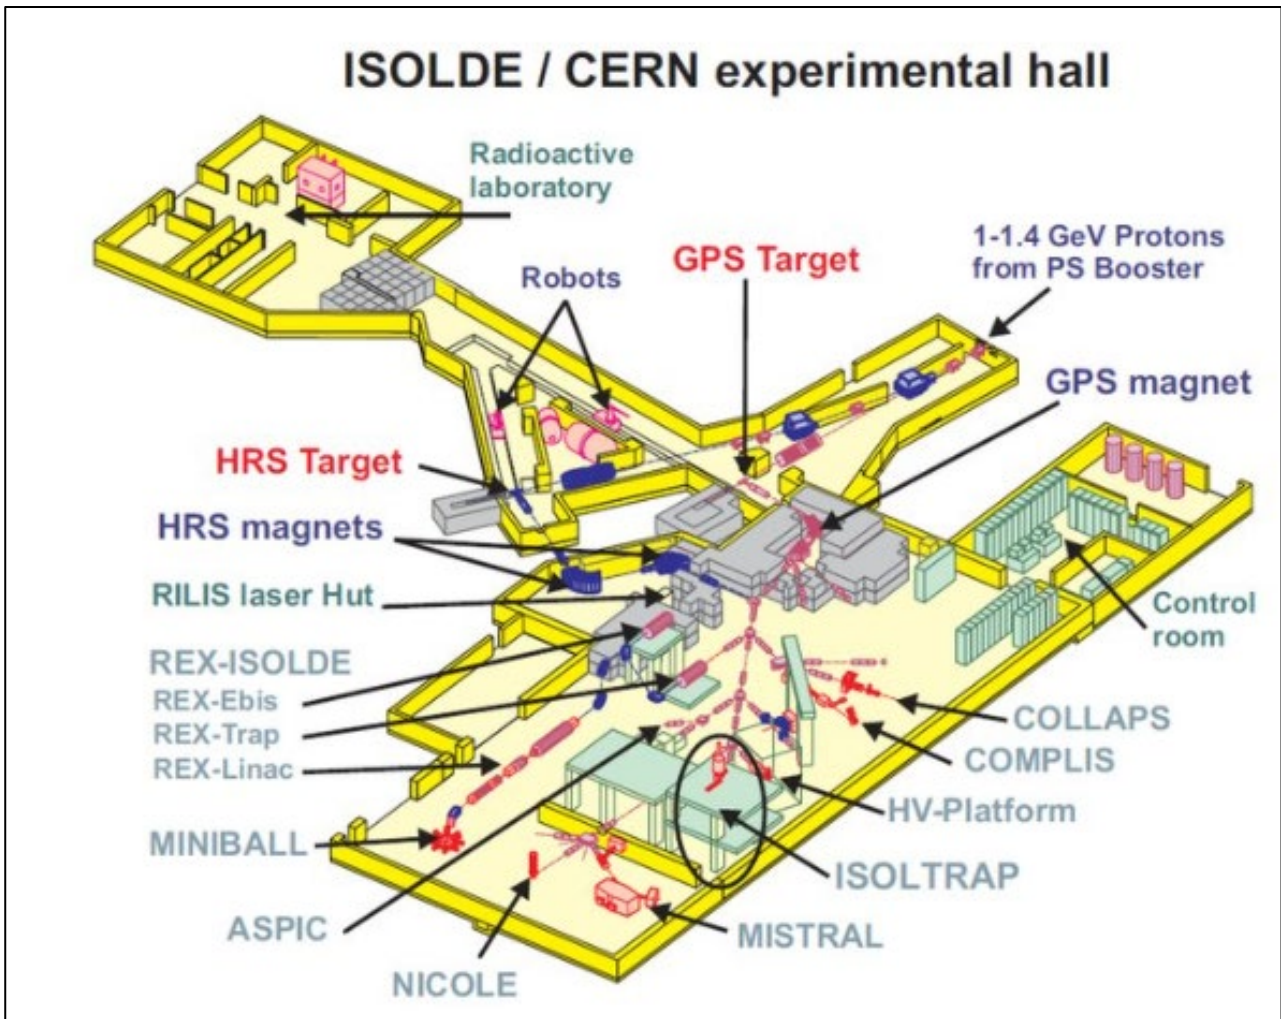 ISOLDE / CERN experimental hall
Radioactive
laboratory
1-1.4 GeV Protons
from PS Booster
GPS Target
Robots
GPS magnet
HRS Target
HRS magnets
RILIS laser Hut
Control
room
REX-ISOLDE
REX-Ebis
REX-Trap
REX-Linac
COLLAPS
COMPLIS
HV-Platform
MINIBALL
ISOLTRAP
ASPIC
MISTRAL
NICOLE